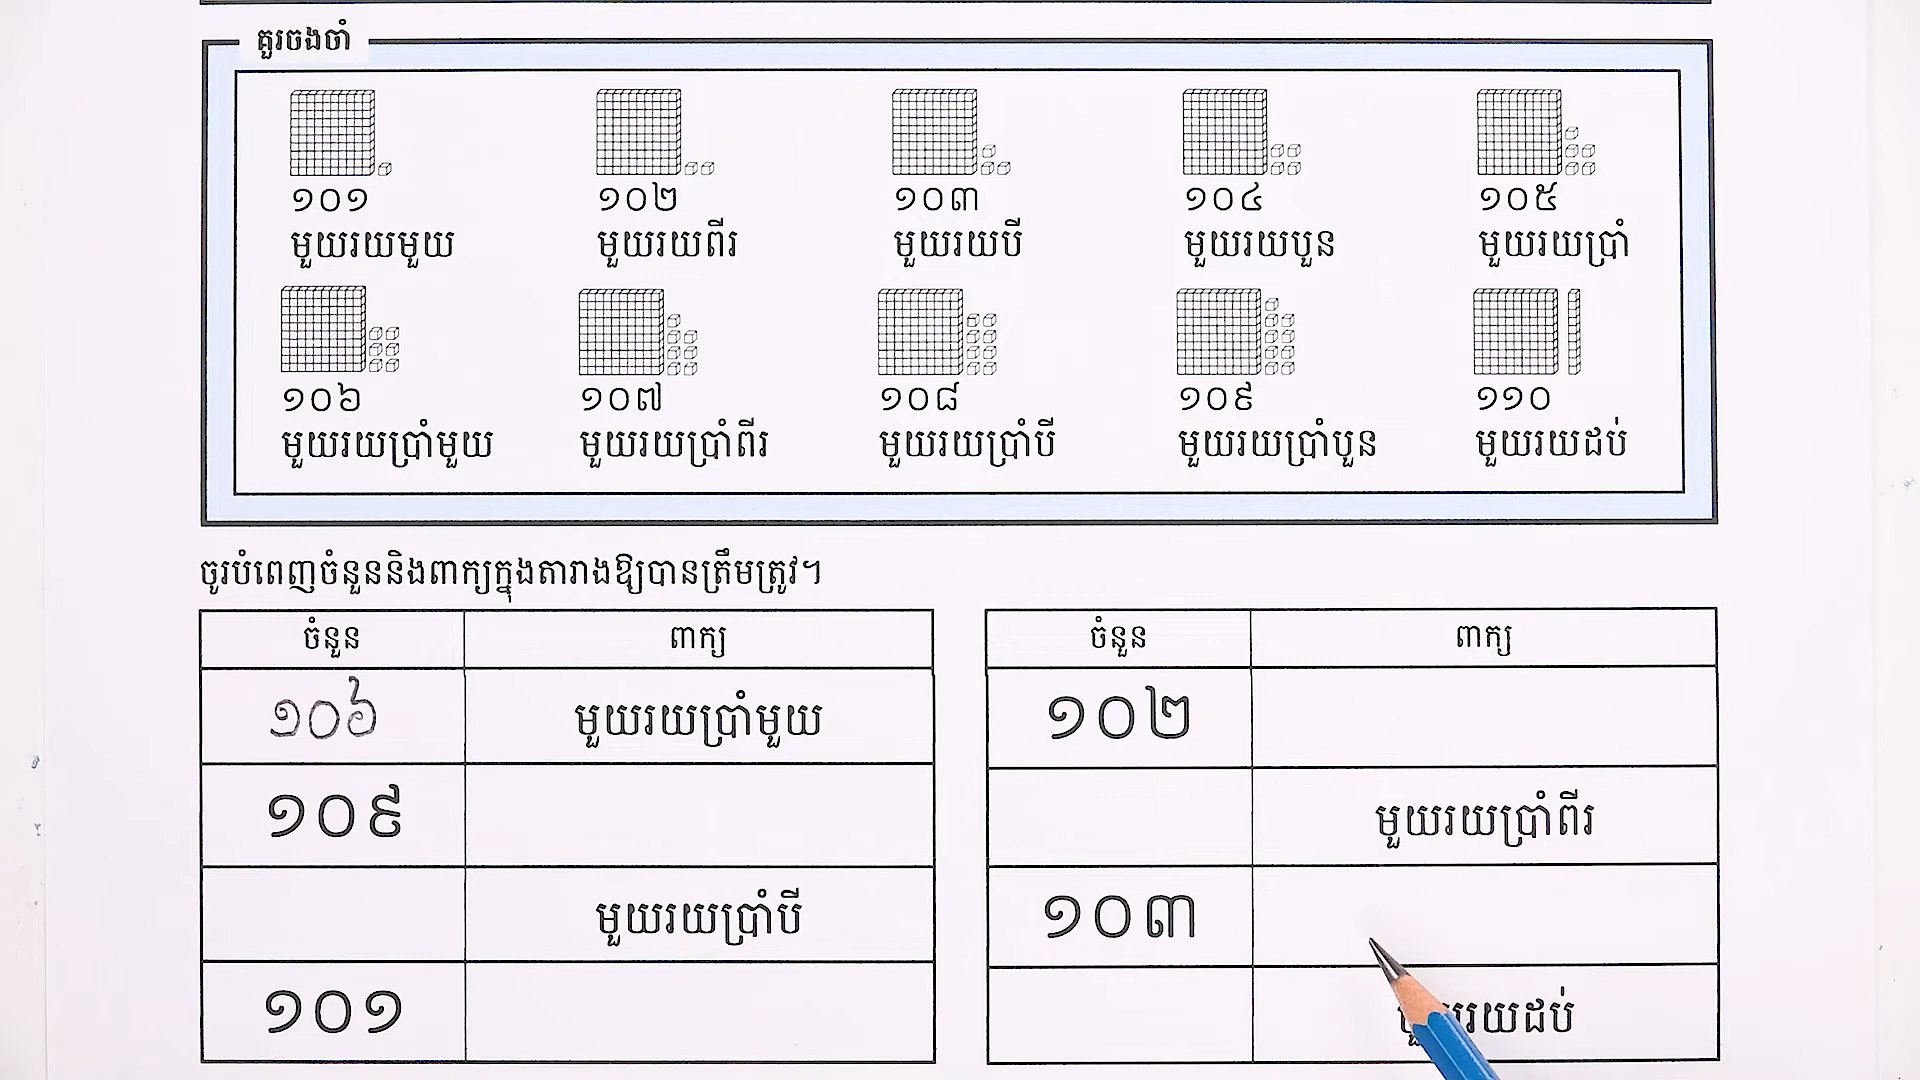 គួរចងចាំ
១០១ ១០២ ១០៣ ១០៤ ១០៥
មួយរយមួយ មួយរយពីរ មួយរយបី មួយរយបួន មួយរយប្រាំ
១០៦ ១០៧ ១០៨ ១០៩ ១១០
មួយរយប្រាំមួយ មួយរយប្រាំពីរ មួយរយប្រាំបី មួយរយប្រាំបួន មួយរយដប់
ចូរបំពេញចំនួននិងពាក្យក្នុងតារាងឱ្យបានត្រឹមត្រូវ។
ចំនួន ពាក្យ
១០៦ មួយរយប្រាំមួយ
១០៩
មួយរយប្រាំបី
១០១
ចំនួន ពាក្យ
១០២
មួយរយប្រាំពីរ
១០៣
មួយរយដប់